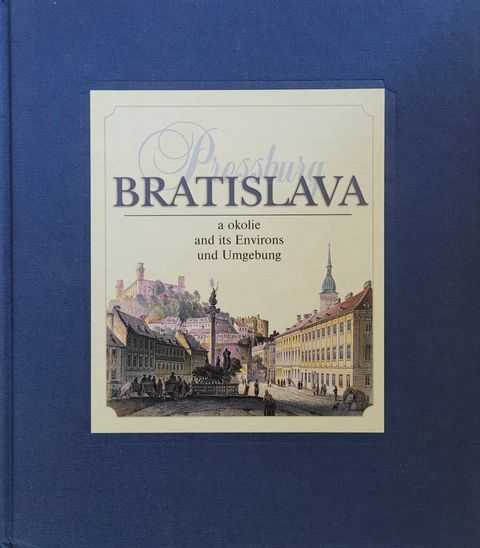 Pressburg
BRATISLAVA
a okolie
and its Environs
und Umgebung